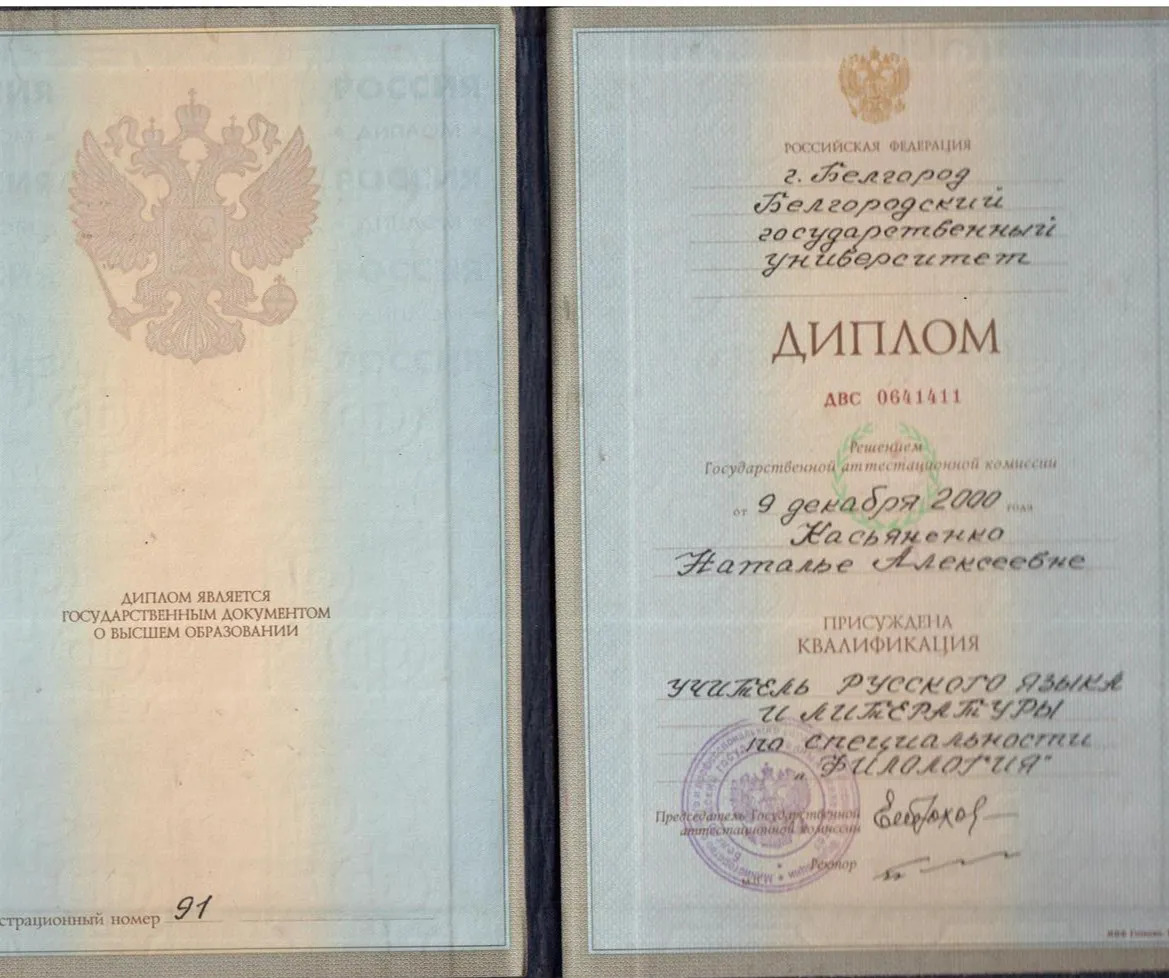 ДИПЛОМ ЯВЛЯЕТСЯ
ГОСУДАРСТВЕННЫМ ДОКУМЕНТОМ
О ВЫСШЕМ ОБРАЗОВАНИИ
страционный номер 91
РОССИЙСКАЯ ФЕДЕРАЦИЯ
г. Белгород
Белгородский
государственный
университет
ДИПЛОМ
ДВС 0641411
Решением
Государственной аттестационной комиссии
от 9 декабря 2000 года
Касьяненко
Наталье Алексеевне
ПРИСУЖДЕНА
КВАЛИФИКАЦИЯ
УЧИТЕЛЬ РУССКОГО ЯЗЫКА
И ЛИТЕРАТУРЫ
по специальности
"ФИЛОЛОГИЯ"
Председатель Государственной
аттестационной комиссии
Ректор